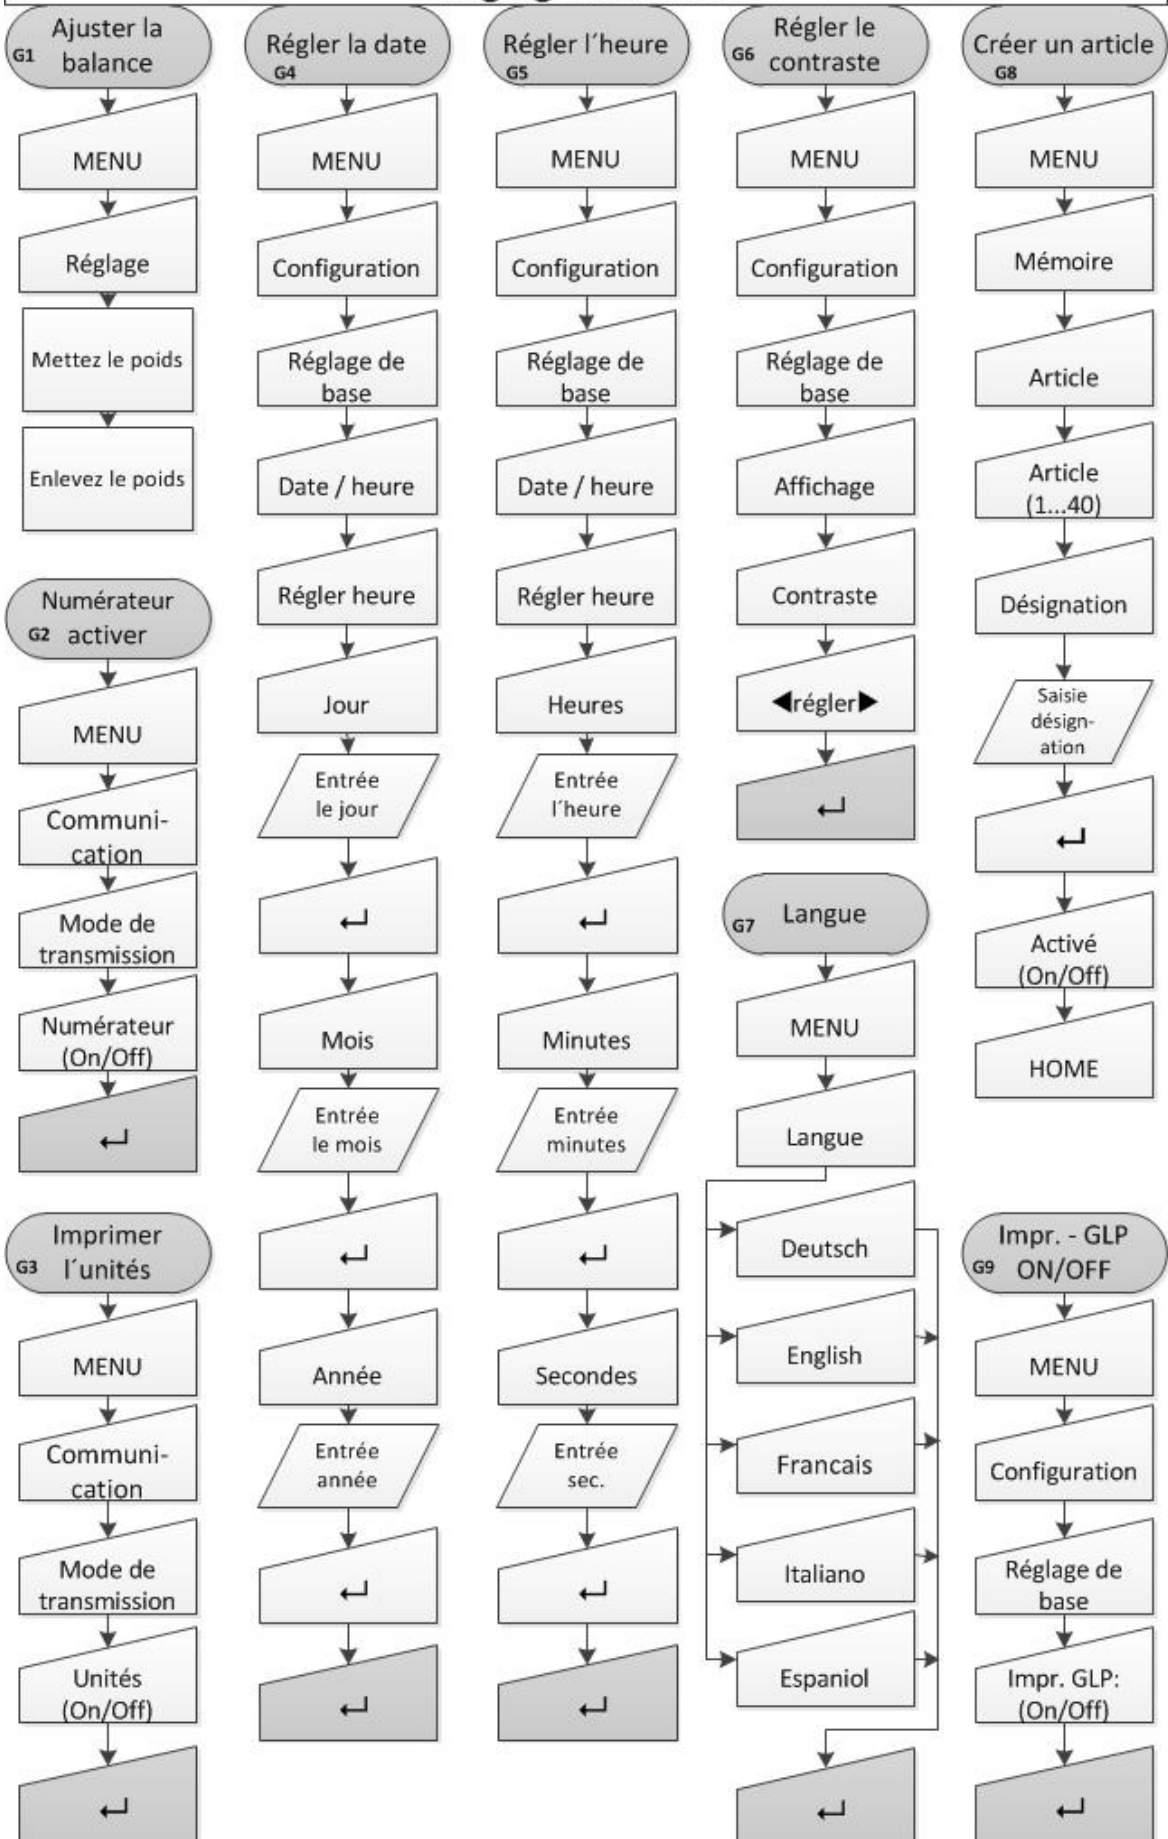 Ajuster la
G1 balance
MENU
Réglage
Mettez le poids
Enlevez le poids
Numérateur
G2 activer
MENU
Communi-
cation
Mode de
transmission
Numérateur
(On/Off)
↵
Imprimer
G3 l´unités
MENU
Communi-
cation
Mode de
transmission
Unités
(On/Off)
↵
Régler la date
G4
MENU
Configuration
Réglage de
base
Date / heure
Régler heure
Jour
Entrée
le jour
↵
Mois
Entrée
le mois
↵
Année
Entrée
année
↵
↵
Régler l´heure
G5
MENU
Configuration
Réglage de
base
Date / heure
Régler heure
Heures
Entrée
l´heure
↵
Minutes
Entrée
minutes
↵
Secondes
Entrée
sec.
↵
↵
Régler le
G6 contraste
MENU
Configuration
Réglage de
base
Affichage
Contraste
◀régler▶
↵
G7 Langue
MENU
Langue
Deutsch
English
Francais
Italiano
Espaniol
↵
Créer un article
G8
MENU
Mémoire
Article
Article
(1...40)
Désignation
Saisie
désign-
ation
↵
Activé
(On/Off)
HOME
Impr. - GLP
G9 ON/OFF
MENU
Configuration
Réglage de
base
Impr. GLP:
(On/Off)
↵